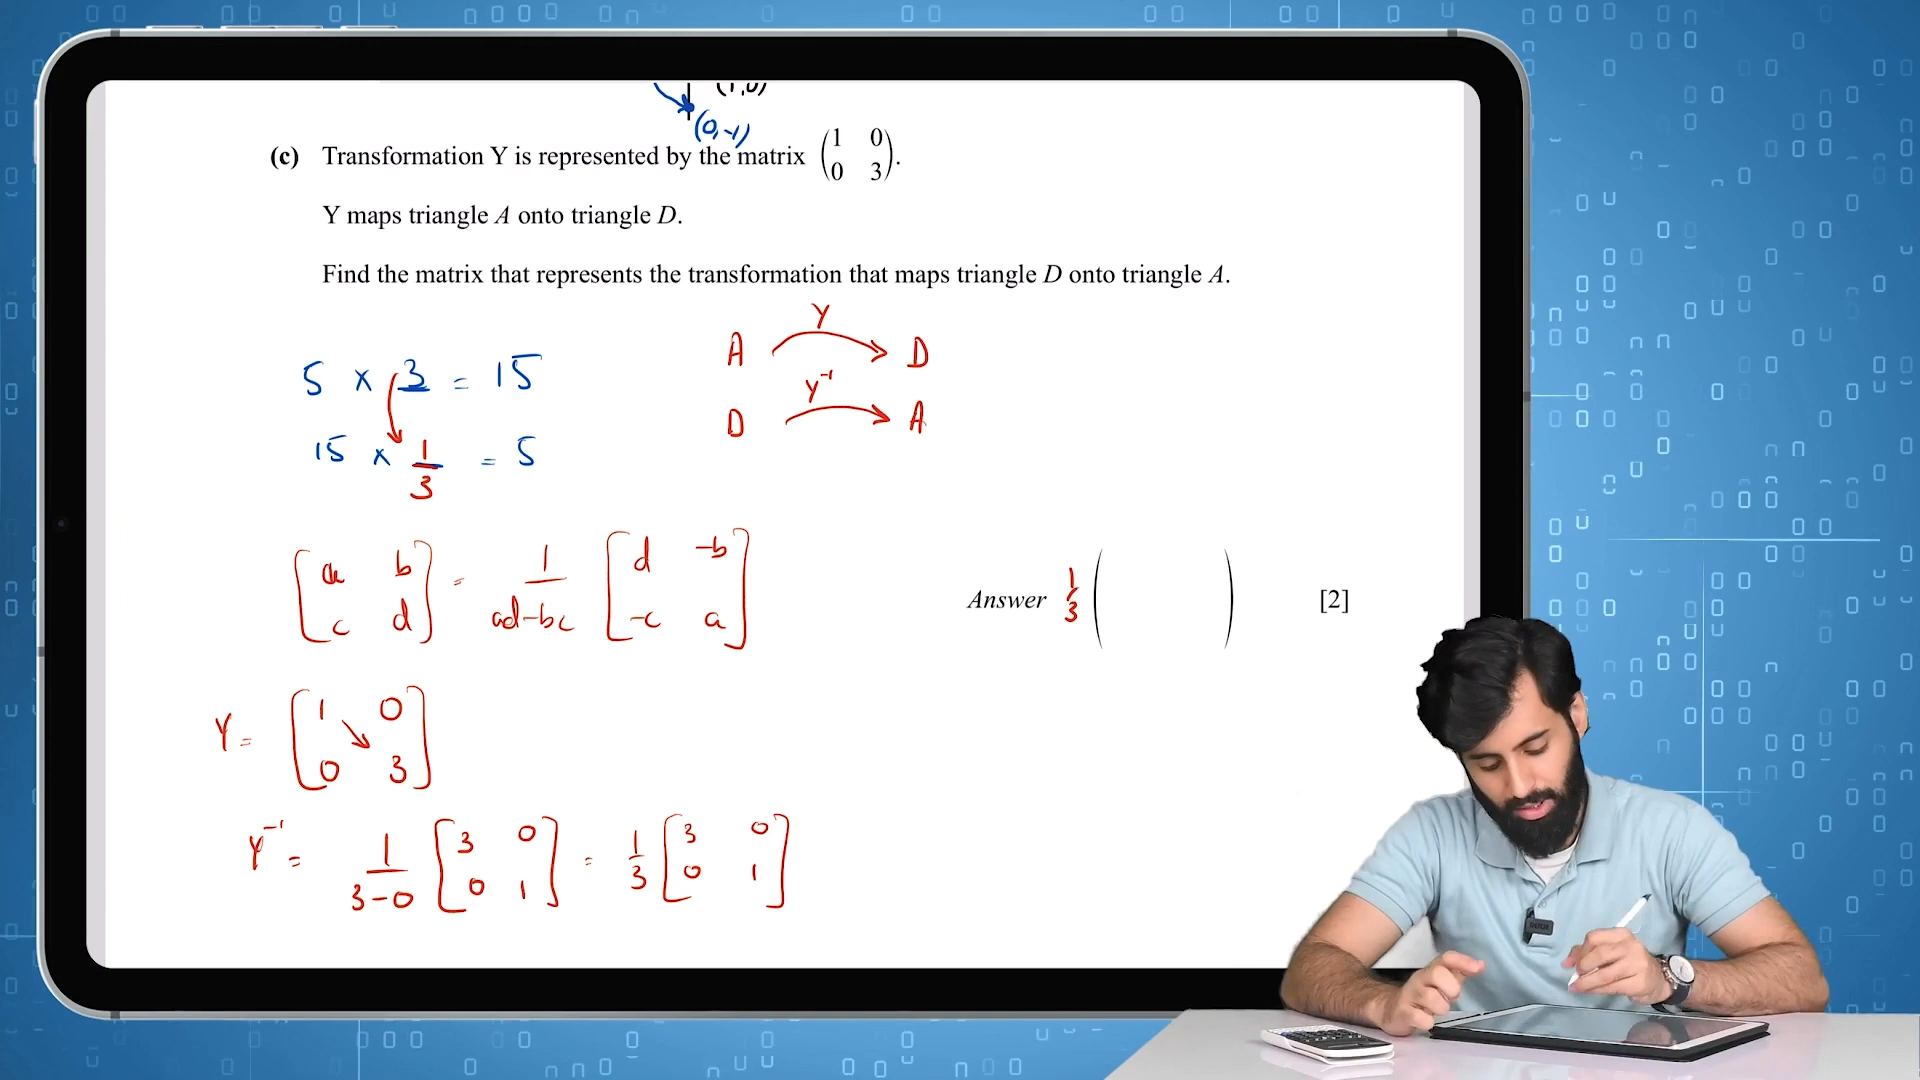 (1,0)
(0,-1)
(c) Transformation Y is represented by the matrix (1 0
0 3).
Y maps triangle A onto triangle D.
Find the matrix that represents the transformation that maps triangle D onto triangle A.
5 × 3 = 15
15 × 1/3 = 5
Y
A D
Y⁻¹
D A
[a b
c d] = 1/ad-bc [d -b
-c a]
Answer 1/3 ( ) [2]
Y = [1 0
0 3]
Y⁻¹ = 1/3-0 [3 0
0 1] = 1/3 [3 0
0 1]